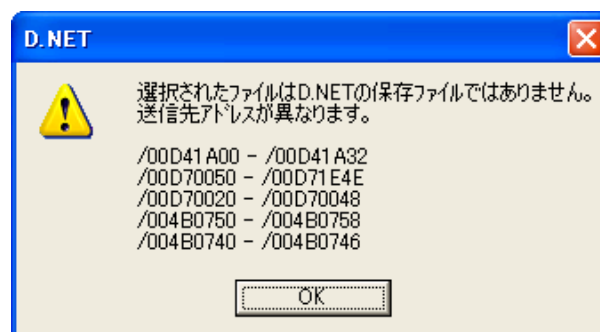 D.NET
選択されたファイルはD.NETの保存ファイルではありません。
送信先アドレスが異なります。
/00D41A00 - /00D41A32
/00D70050 - /00D71E4E
/00D70020 - /00D70048
/004B0750 - /004B0758
/004B0740 - /004B0746
OK